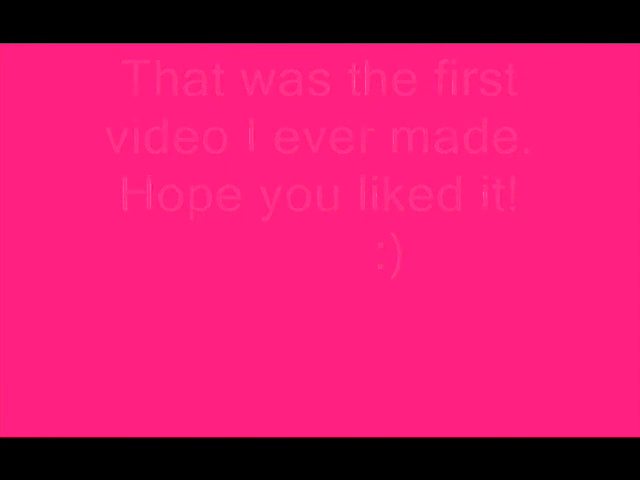 That was the first
video I ever made.
Hope you liked it!
:)